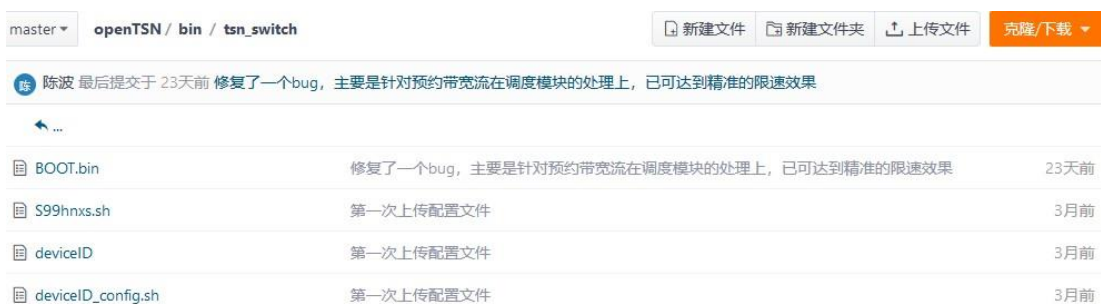 master openTSN / bin / tsn_switch 新建文件 新建文件夹 上传文件 克隆/下载
陈 陈波 最后提交于 23天前 修复了一个bug，主要是针对预约带宽流在调度模块的处理上，已可达到精准的限速效果
...
BOOT.bin 修复了一个bug，主要是针对预约带宽流在调度模块的处理上，已可达到精准的限速效果 23天前
S99hnxs.sh 第一次上传配置文件 3月前
deviceID 第一次上传配置文件 3月前
deviceID_config.sh 第一次上传配置文件 3月前